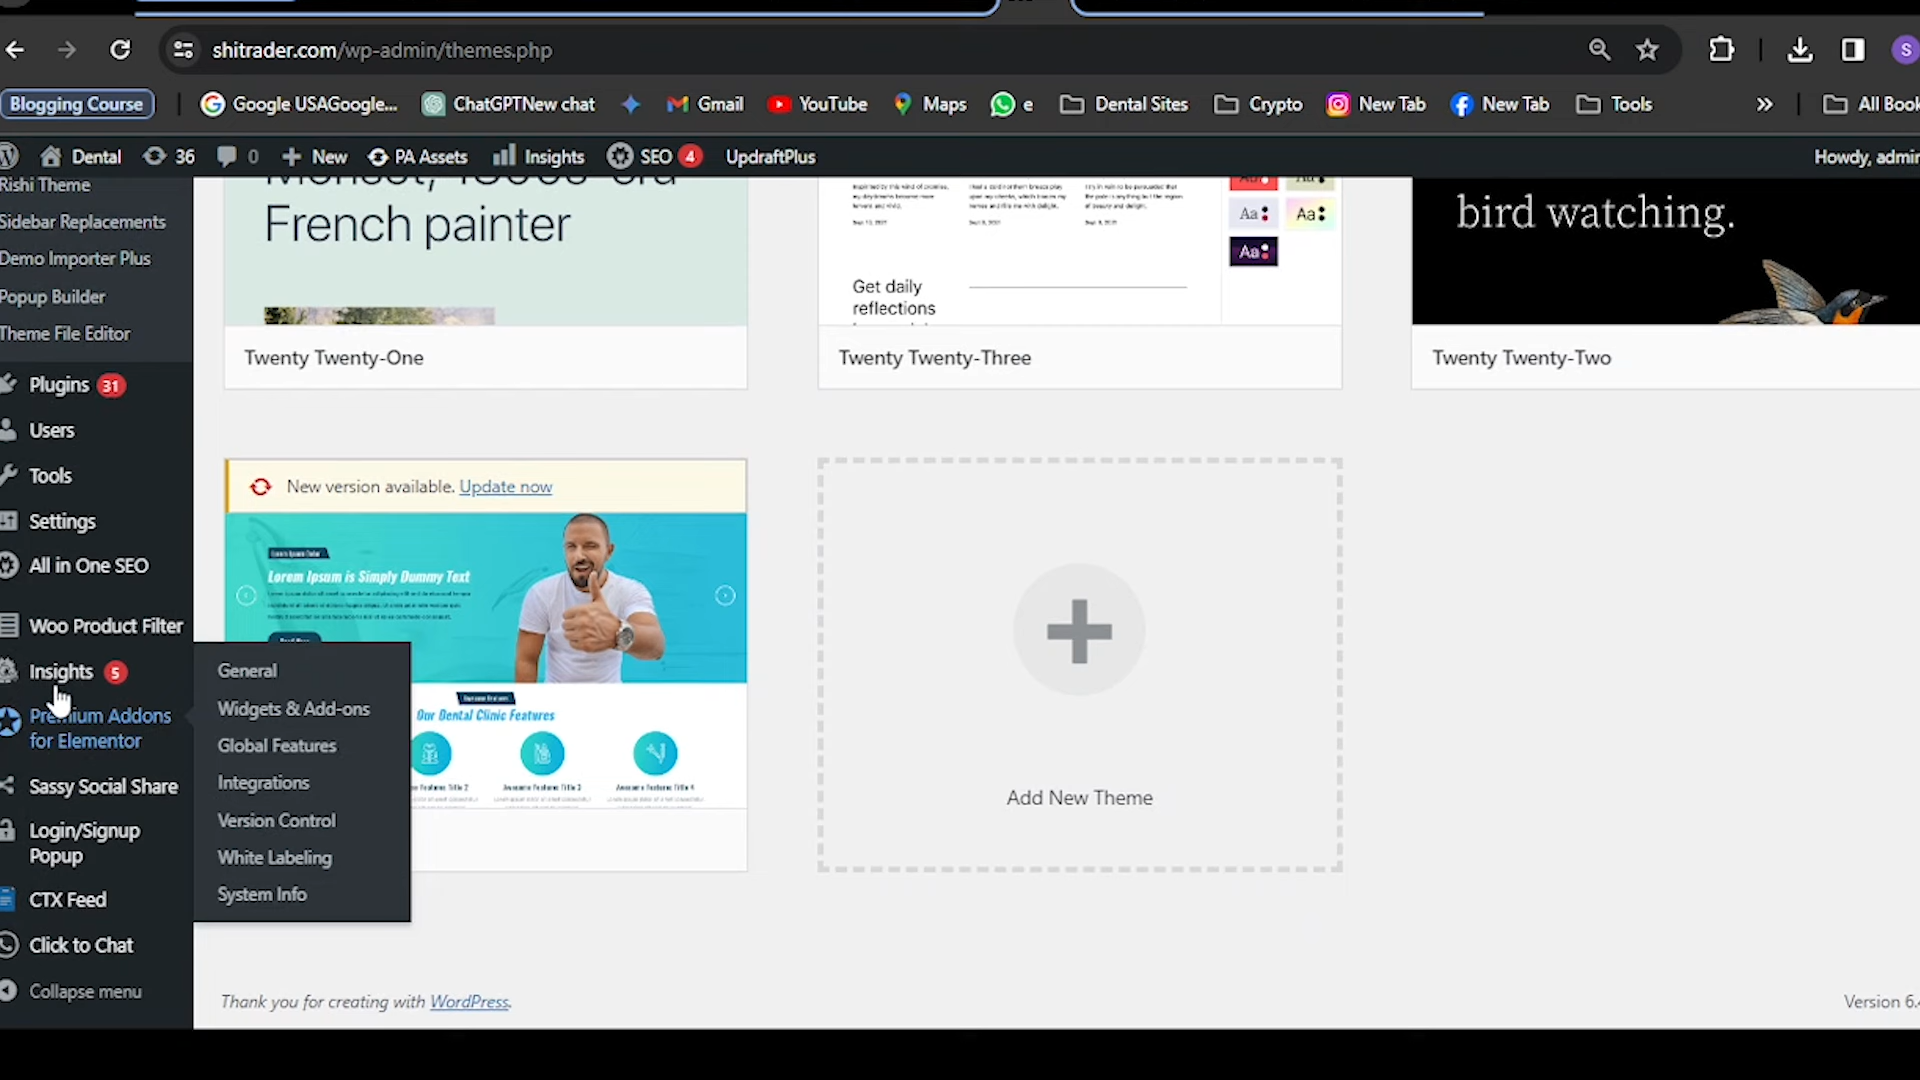 shitrader.com/wp-admin/themes.php
S
Blogging Course
Google USAGoogle...
ChatGPTNew chat
Gmail
YouTube
Maps
e
Dental Sites
Crypto
New Tab
New Tab
Tools
»
All Book
Dental
36
0
New
PA Assets
Insights
SEO 4
UpdraftPlus
Howdy, admin
Rishi Theme
Sidebar Replacements
Demo Importer Plus
Popup Builder
Theme File Editor
Plugins 31
Users
Tools
Settings
All in One SEO
Woo Product Filter
Insights 5
Premium Addons
for Elementor
Sassy Social Share
Login/Signup
Popup
CTX Feed
Click to Chat
Collapse menu
General
Widgets & Add-ons
Global Features
Integrations
Version Control
White Labeling
System Info
French painter
Twenty Twenty-One
Get daily
reflections
Aa
Aa
Aa
Twenty Twenty-Three
bird watching.
Twenty Twenty-Two
New version available. Update now
Lorem Ipsum is Simply Dummy Text
Our Dental Clinic Features
Add New Theme
Thank you for creating with WordPress.
Version 6.4